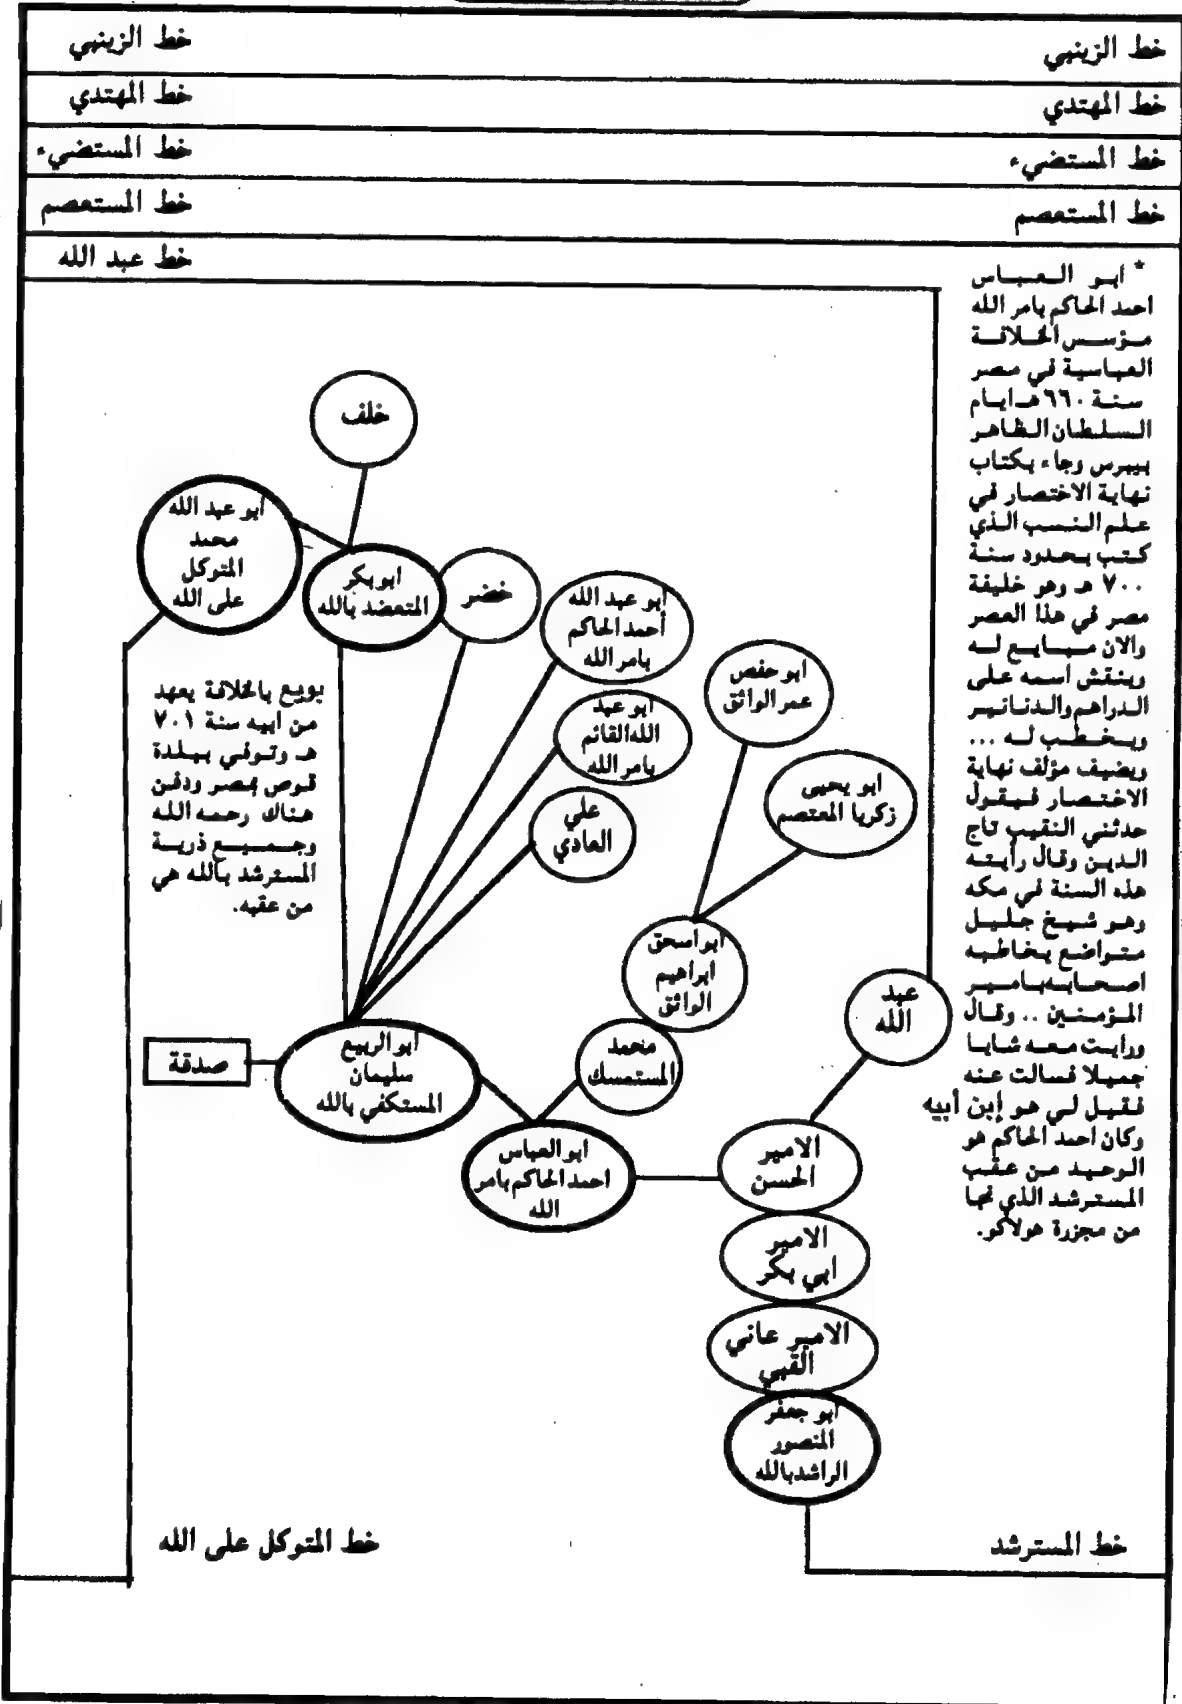 خط الزينبي
خط الزينبي
خط المهتدي
خط المهتدي
خط المستضيء
خط المستضيء
خط المستعصم
خط المستعصم
خط عبد الله
* ابو العباس
احمد الحاكم بامر الله
مؤسس الخلافة
العباسية في مصر
سنة ٦٦٠ هـ ايام
السلطان الظاهر
بيبرس وجاء بكتاب
نهاية الاختصار في
علم النسب الذي
كتب بحدود سنة
٧٠٠ هـ وهو خليفة
مصر في هذا العصر
والان مبايع له
وينقش اسمه على
الدراهم والدنانير
ويخطب له ...
ويضيف مؤلف نهاية
الاختصار فيقول
حدثني النقيب تاج
الدين وقال رأيته
هذه السنة في مكه
وهو شيخ جليل
متواضع يخاطبه
اصحابه بامير
المؤمنين .. وقال
ورايت معه شابا
جميلا فسالت عنه
فقيل لي هو إبن أبيه
وكان احمد الحاكم هو
الوحيد من عقب
المسترشد الذي نجا
من مجزرة هولاكو.
خلف
أبو عبد الله
محمد
المتوكل
على الله
ابو بكر
المتعضد بالله
خضر
أبو عبد الله
أحمد الحاكم
بامر الله
ابو حفص
عمر الواثق
ابو عبد
الله القائم
بامر الله
ابو يحيى
زكريا المعتصم
علي
العادي
بويع بالخلافة بعهد
من ابيه سنة ٧٠١
هـ وتوفي ببلدة
قوص بمصر ودفن
هناك رحمه الله
وجميع ذرية
المسترشد بالله هي
من عقبه.
ابو اسحق
ابراهيم
الواثق
عبد
الله
صدقة
أبو الربيع
سليمان
المستكفي بالله
محمد
المستمسك
ابو العباس
احمد الحاكم بامر
الله
الامير
الحسن
الامير
ابي بكر
الامير عاني
القبي
أبو جعفر
المنصور
الراشد بالله
خط المسترشد
خط المتوكل على الله